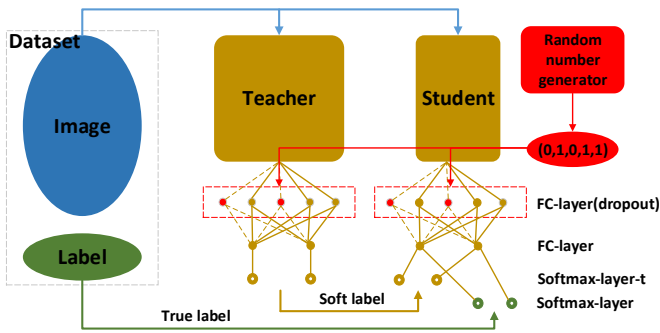 Dataset
Image
Label
Teacher
Student
Random
number
generator
(0,1,0,1,1)
FC-layer(dropout)
FC-layer
Softmax-layer-t
Softmax-layer
Soft label
True label